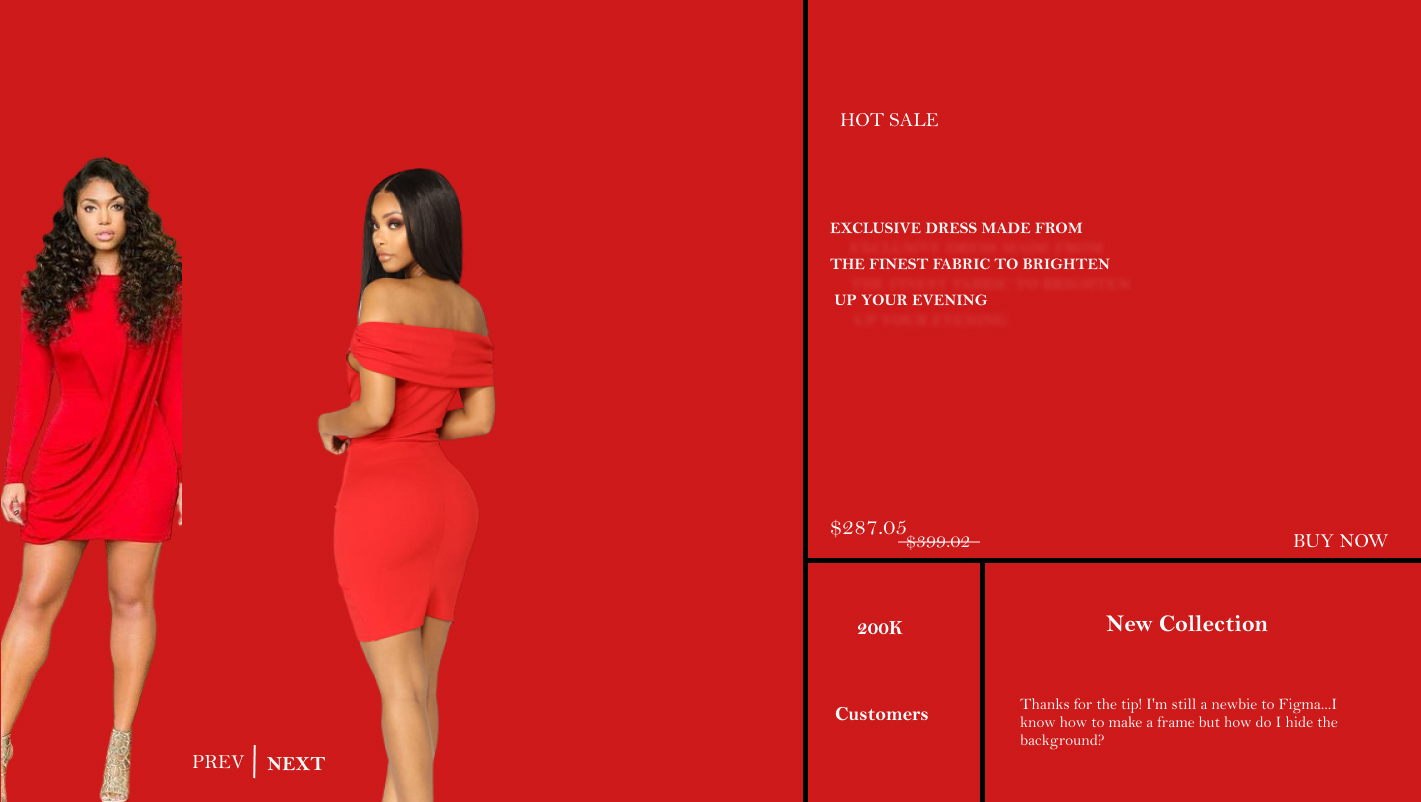 HOT SALE
EXCLUSIVE DRESS MADE FROM
THE FINEST FABRIC TO BRIGHTEN
UP YOUR EVENING
$287.05
$399.02
BUY NOW
200K
Customers
New Collection
Thanks for the tip! I'm still a newbie to Figma...I
know how to make a frame but how do I hide the
background?
PREV | NEXT